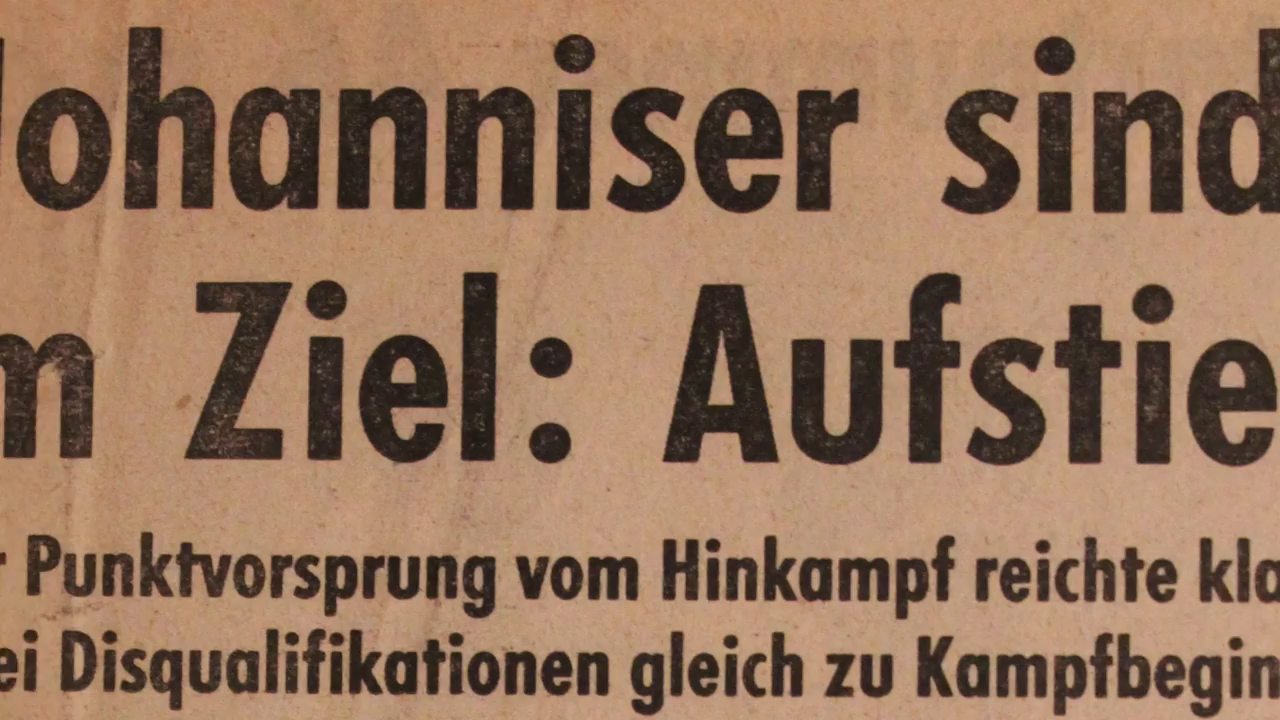 Johanniser sind
m Ziel: Aufstie
r Punktvorsprung vom Hinkampf reichte kla
ei Disqualifikationen gleich zu Kampfbegin